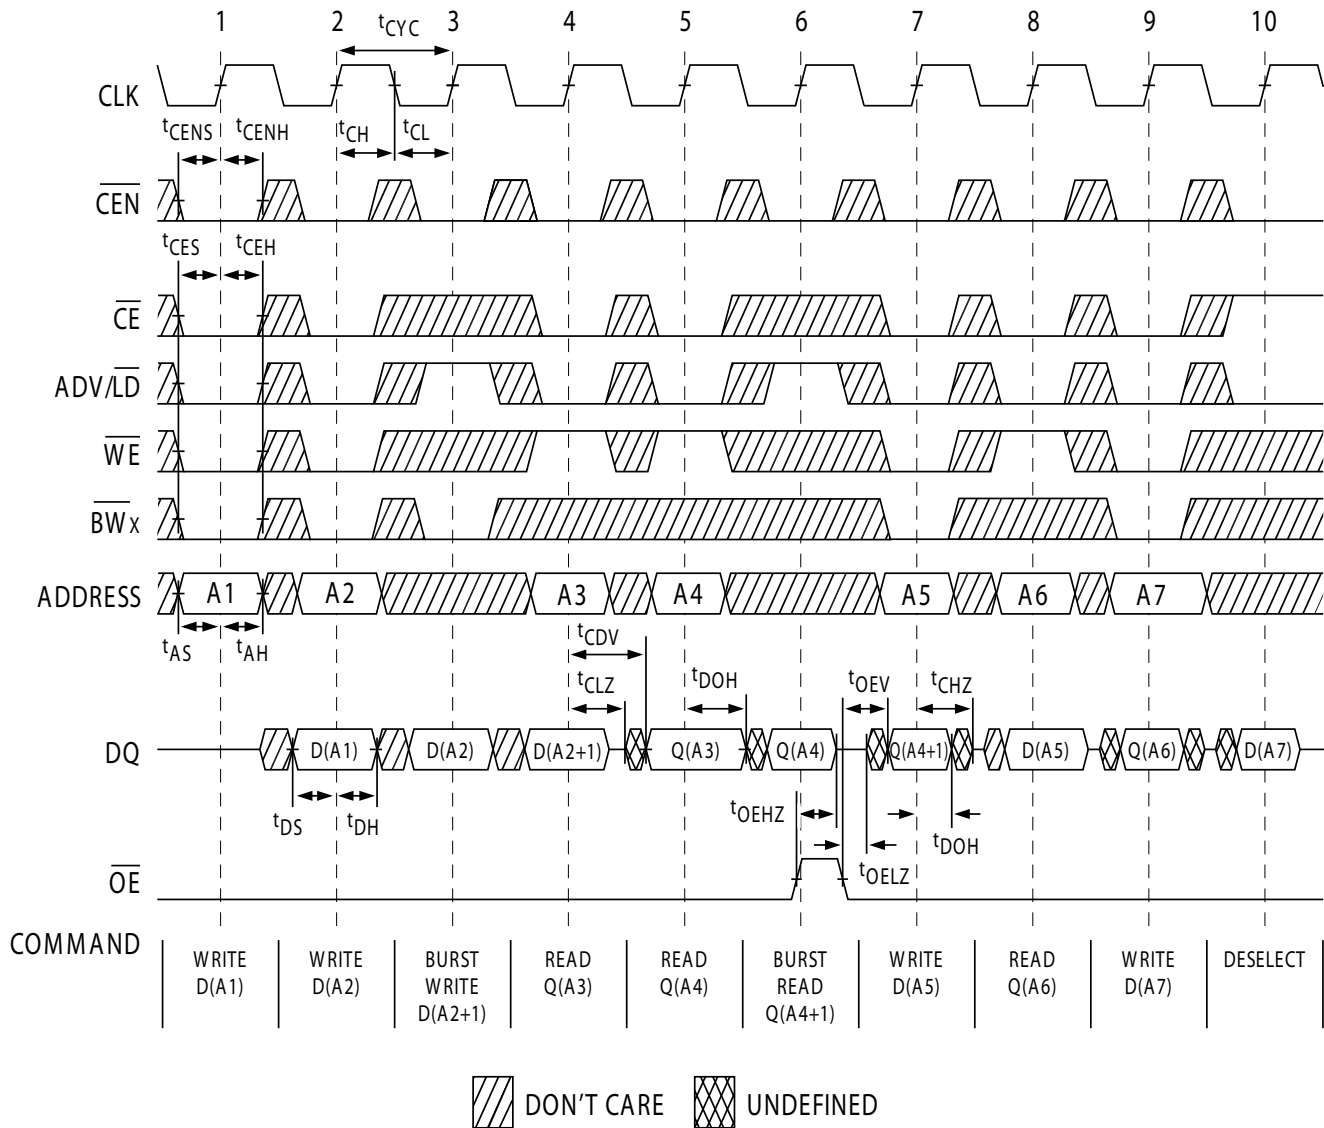 1 2 3 4 5 6 7 8 9 10
tCYC
CLK
tCENS tCENH tCH tCL
CEN
tCES tCEH
CE
ADV/LD
WE
BWx
ADDRESS A1 A2 A3 A4 A5 A6 A7
tAS tAH tCDV
tCLZ tDOH tOEV tCHZ
DQ D(A1) D(A2) D(A2+1) Q(A3) Q(A4) Q(A4+1) D(A5) Q(A6) D(A7)
tDS tDH tOEHZ tDOH
tOELZ
OE
COMMAND
WRITE WRITE BURST READ READ BURST WRITE READ WRITE DESELECT
D(A1) D(A2) WRITE Q(A3) Q(A4) READ D(A5) Q(A6) D(A7)
D(A2+1) Q(A4+1)
DON'T CARE UNDEFINED